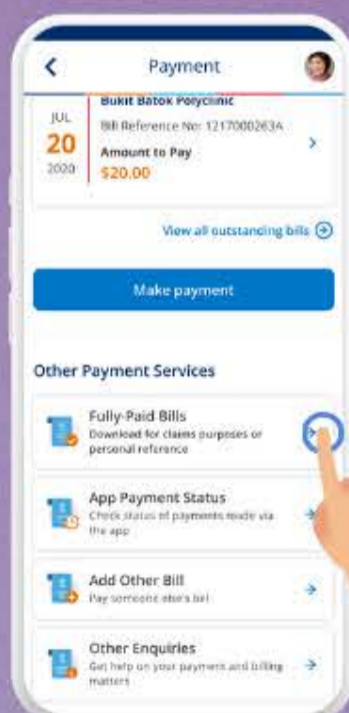 Payment
Bukit Batok Polyclinic
JUL
20
2020
Bill Reference No: 1217000263A
Amount to Pay
$20.00
View all outstanding bills
Make payment
Other Payment Services
Fully-Paid Bills
Download for claims purposes or
personal reference
App Payment Status
Check status of payments made via
the app
Add Other Bill
Pay someone else's bill
Other Enquiries
Get help on your payment and billing
matters